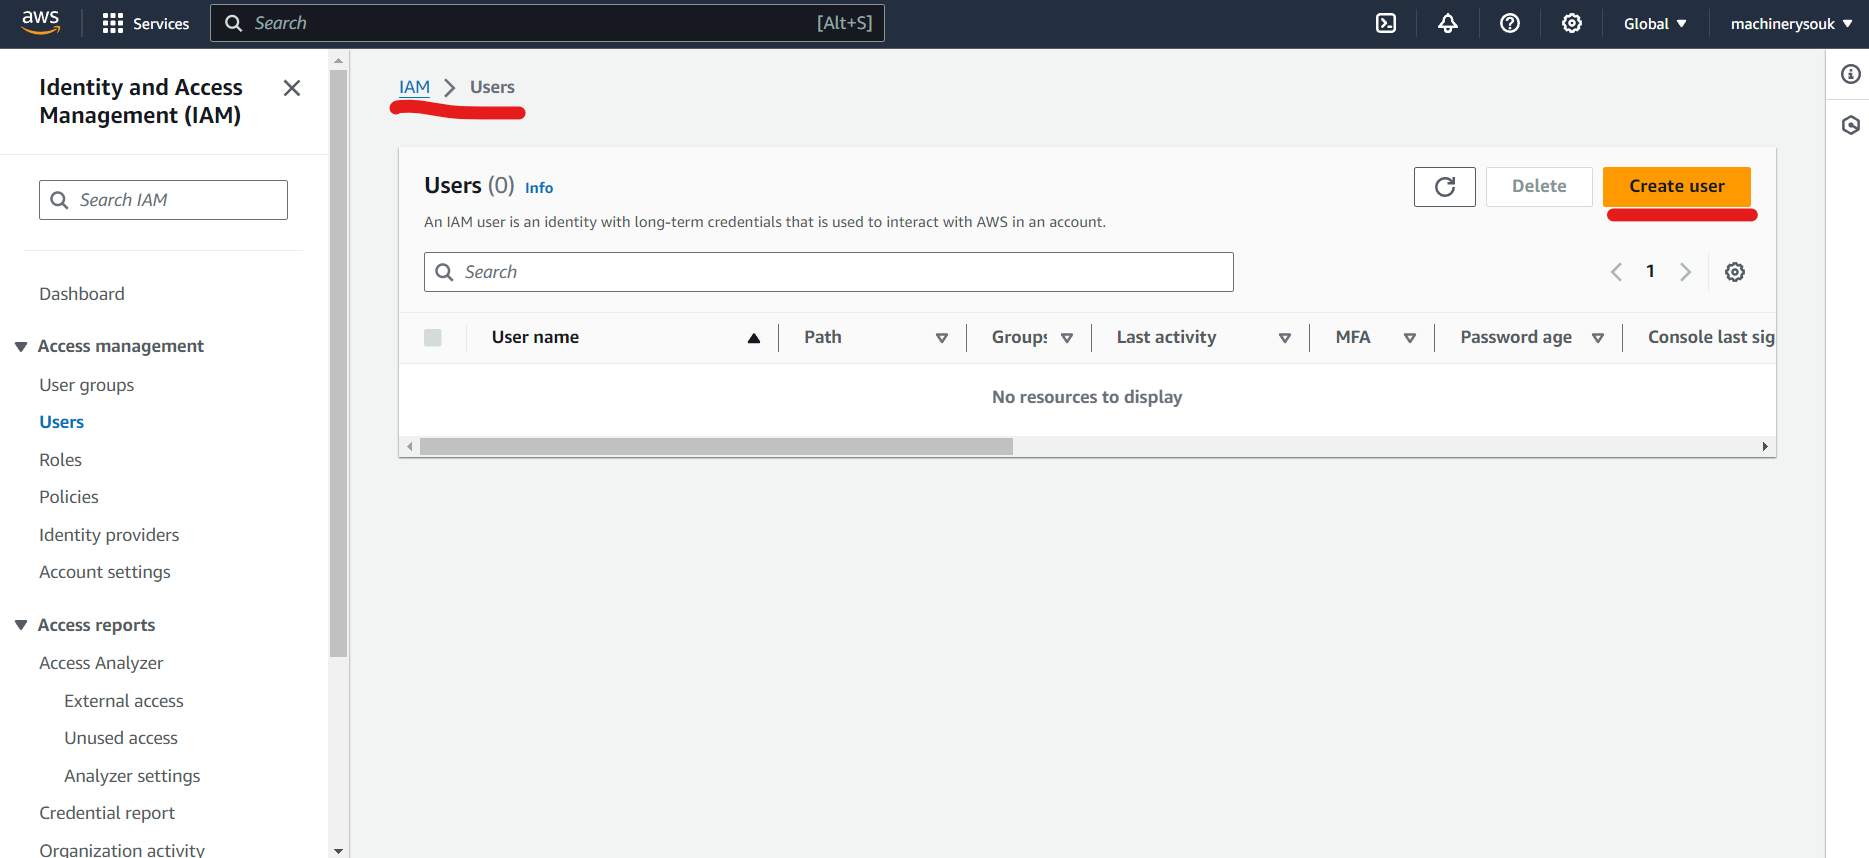 aws
Services
Search
[Alt+S]
Global
machinerysouk
Identity and Access
Management (IAM)
Search IAM
Dashboard
Access management
User groups
Users
Roles
Policies
Identity providers
Account settings
Access reports
Access Analyzer
External access
Unused access
Analyzer settings
Credential report
Organization activity
IAM > Users
Users (0) Info
An IAM user is an identity with long-term credentials that is used to interact with AWS in an account.
Delete
Create user
Search
1
User name
Path
Groups
Last activity
MFA
Password age
Console last sig
No resources to display